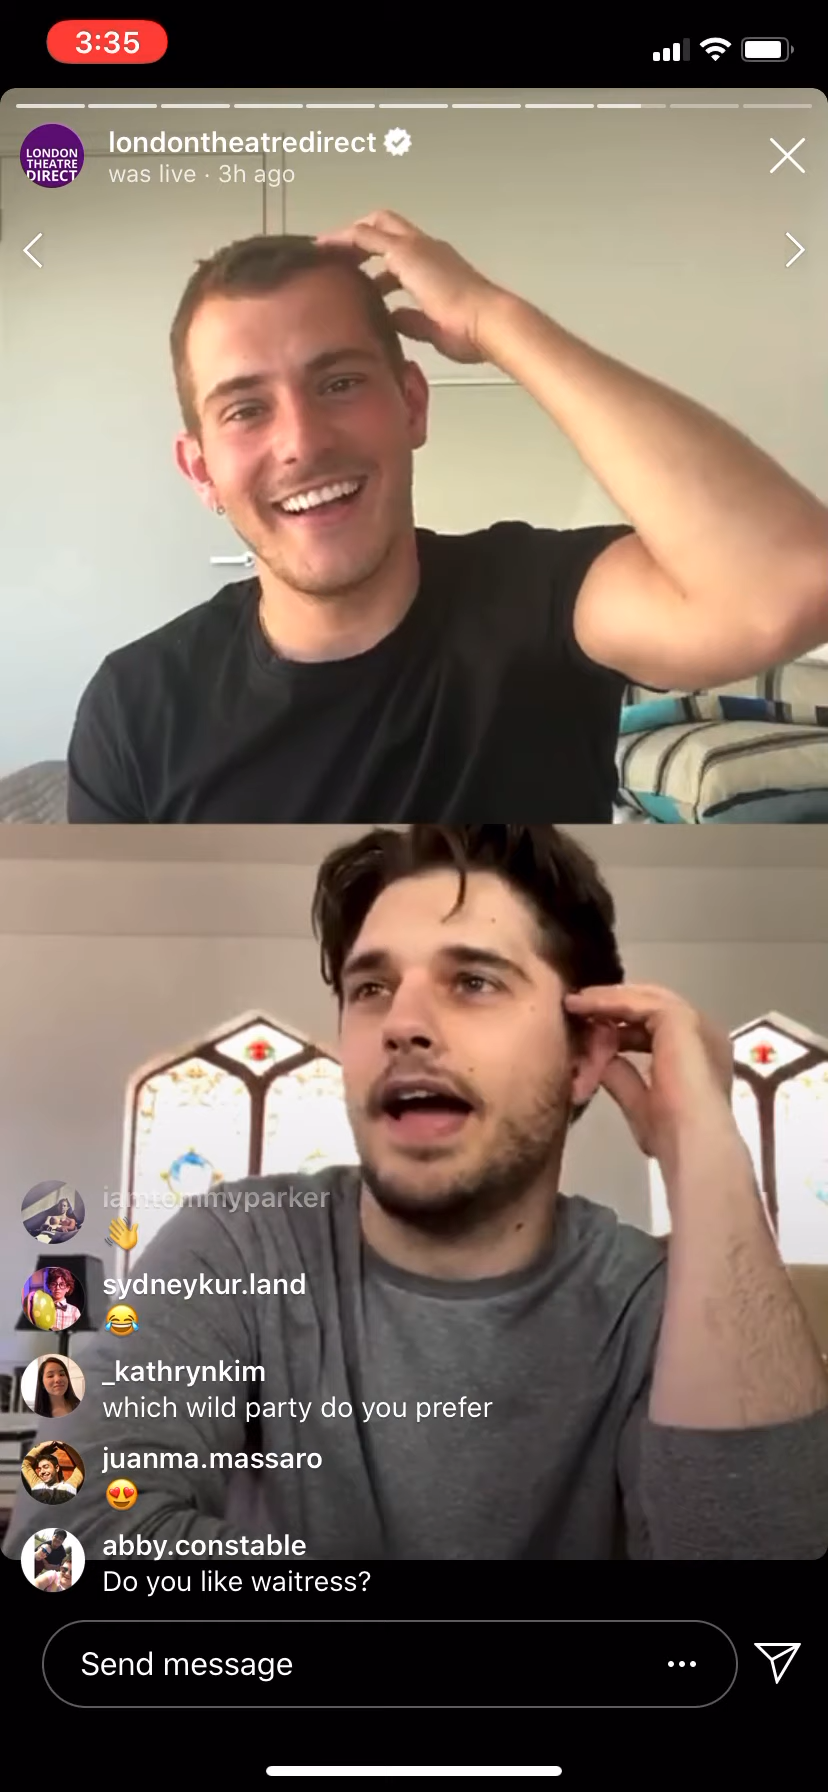 3:35
londontheatredirect
LONDON
THEATRE
DIRECT
was live · 3h ago
iamtommyparker
👋
sydneykur.land
😂
_kathrynkim
which wild party do you prefer
juanma.massaro
😍
abby.constable
Do you like waitress?
Send message